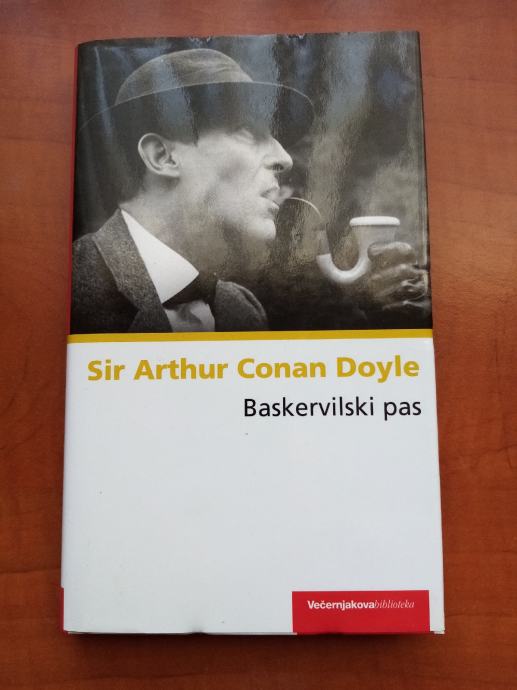 Sir Arthur Conan Doyle
Baskervilski pas
Večernjakovabiblioteka